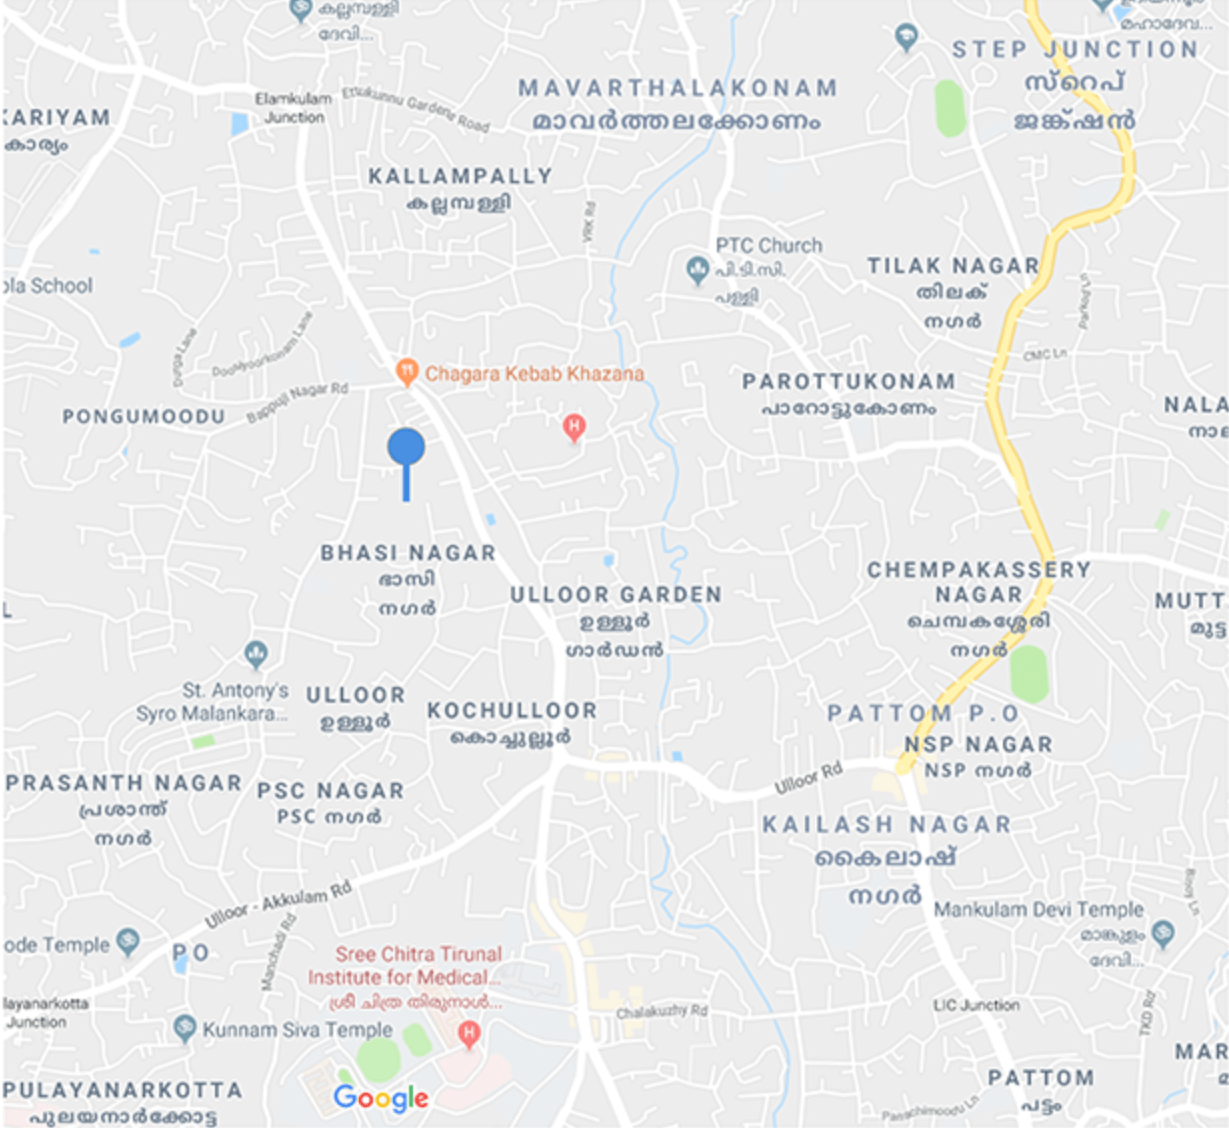 കല്ലമ്പള്ളി
ദേവി...
മഹാദേവ...
STEP JUNCTION
സ്റ്റെപ്
ജങ്ക്ഷൻ
MAVARTHALAKONAM
മാവർത്തലക്കോണം
Elamkulam
Junction
Ettukunnu Gardens Road
KARIYAM
കാര്യം
KALLAMPALLY
കല്ലമ്പള്ളി
VRK Rd
PTC Church
പി.ടി.സി.
പള്ളി
TILAK NAGAR
തിലക്
നഗർ
ola School
CMC Ln
Chagara Kebab Khazana
Bappuji Nagar Rd
PAROTTUKONAM
പാറോട്ടുകോണം
NALA
PONGUMOODU
BHASI NAGAR
ഭാസി
നഗർ
ULLOOR GARDEN
ഉള്ളൂർ
ഗാർഡൻ
CHEMPAKASSERY
NAGAR
ചെമ്പകശ്ശേരി
നഗർ
MUTT
മുട്ട
L
St. Antony's
Syro Malankara...
ULLOOR
ഉള്ളൂർ
KOCHULLOOR
കൊച്ചുല്ലൂർ
PATTOM P.O
NSP NAGAR
NSP നഗർ
Ulloor Rd
PRASANTH NAGAR
പ്രശാന്ത്
നഗർ
PSC NAGAR
PSC നഗർ
KAILASH NAGAR
കൈലാഷ്
നഗർ
Ulloor - Akkulam Rd
Manchadi Rd
Mankulam Devi Temple
മാങ്കുളം
ദേവി...
ode Temple
P O
Sree Chitra Tirunal
Institute for Medical...
ശ്രീ ചിത്ര തിരുനാൾ...
layanarkotta
Junction
Kunnam Siva Temple
Chalakuzhy Rd
LIC Junction
TKD Rd
MAR
PULAYANARKOTTA
പുലയനാർക്കോട്ട
Google
PATTOM
പട്ടം